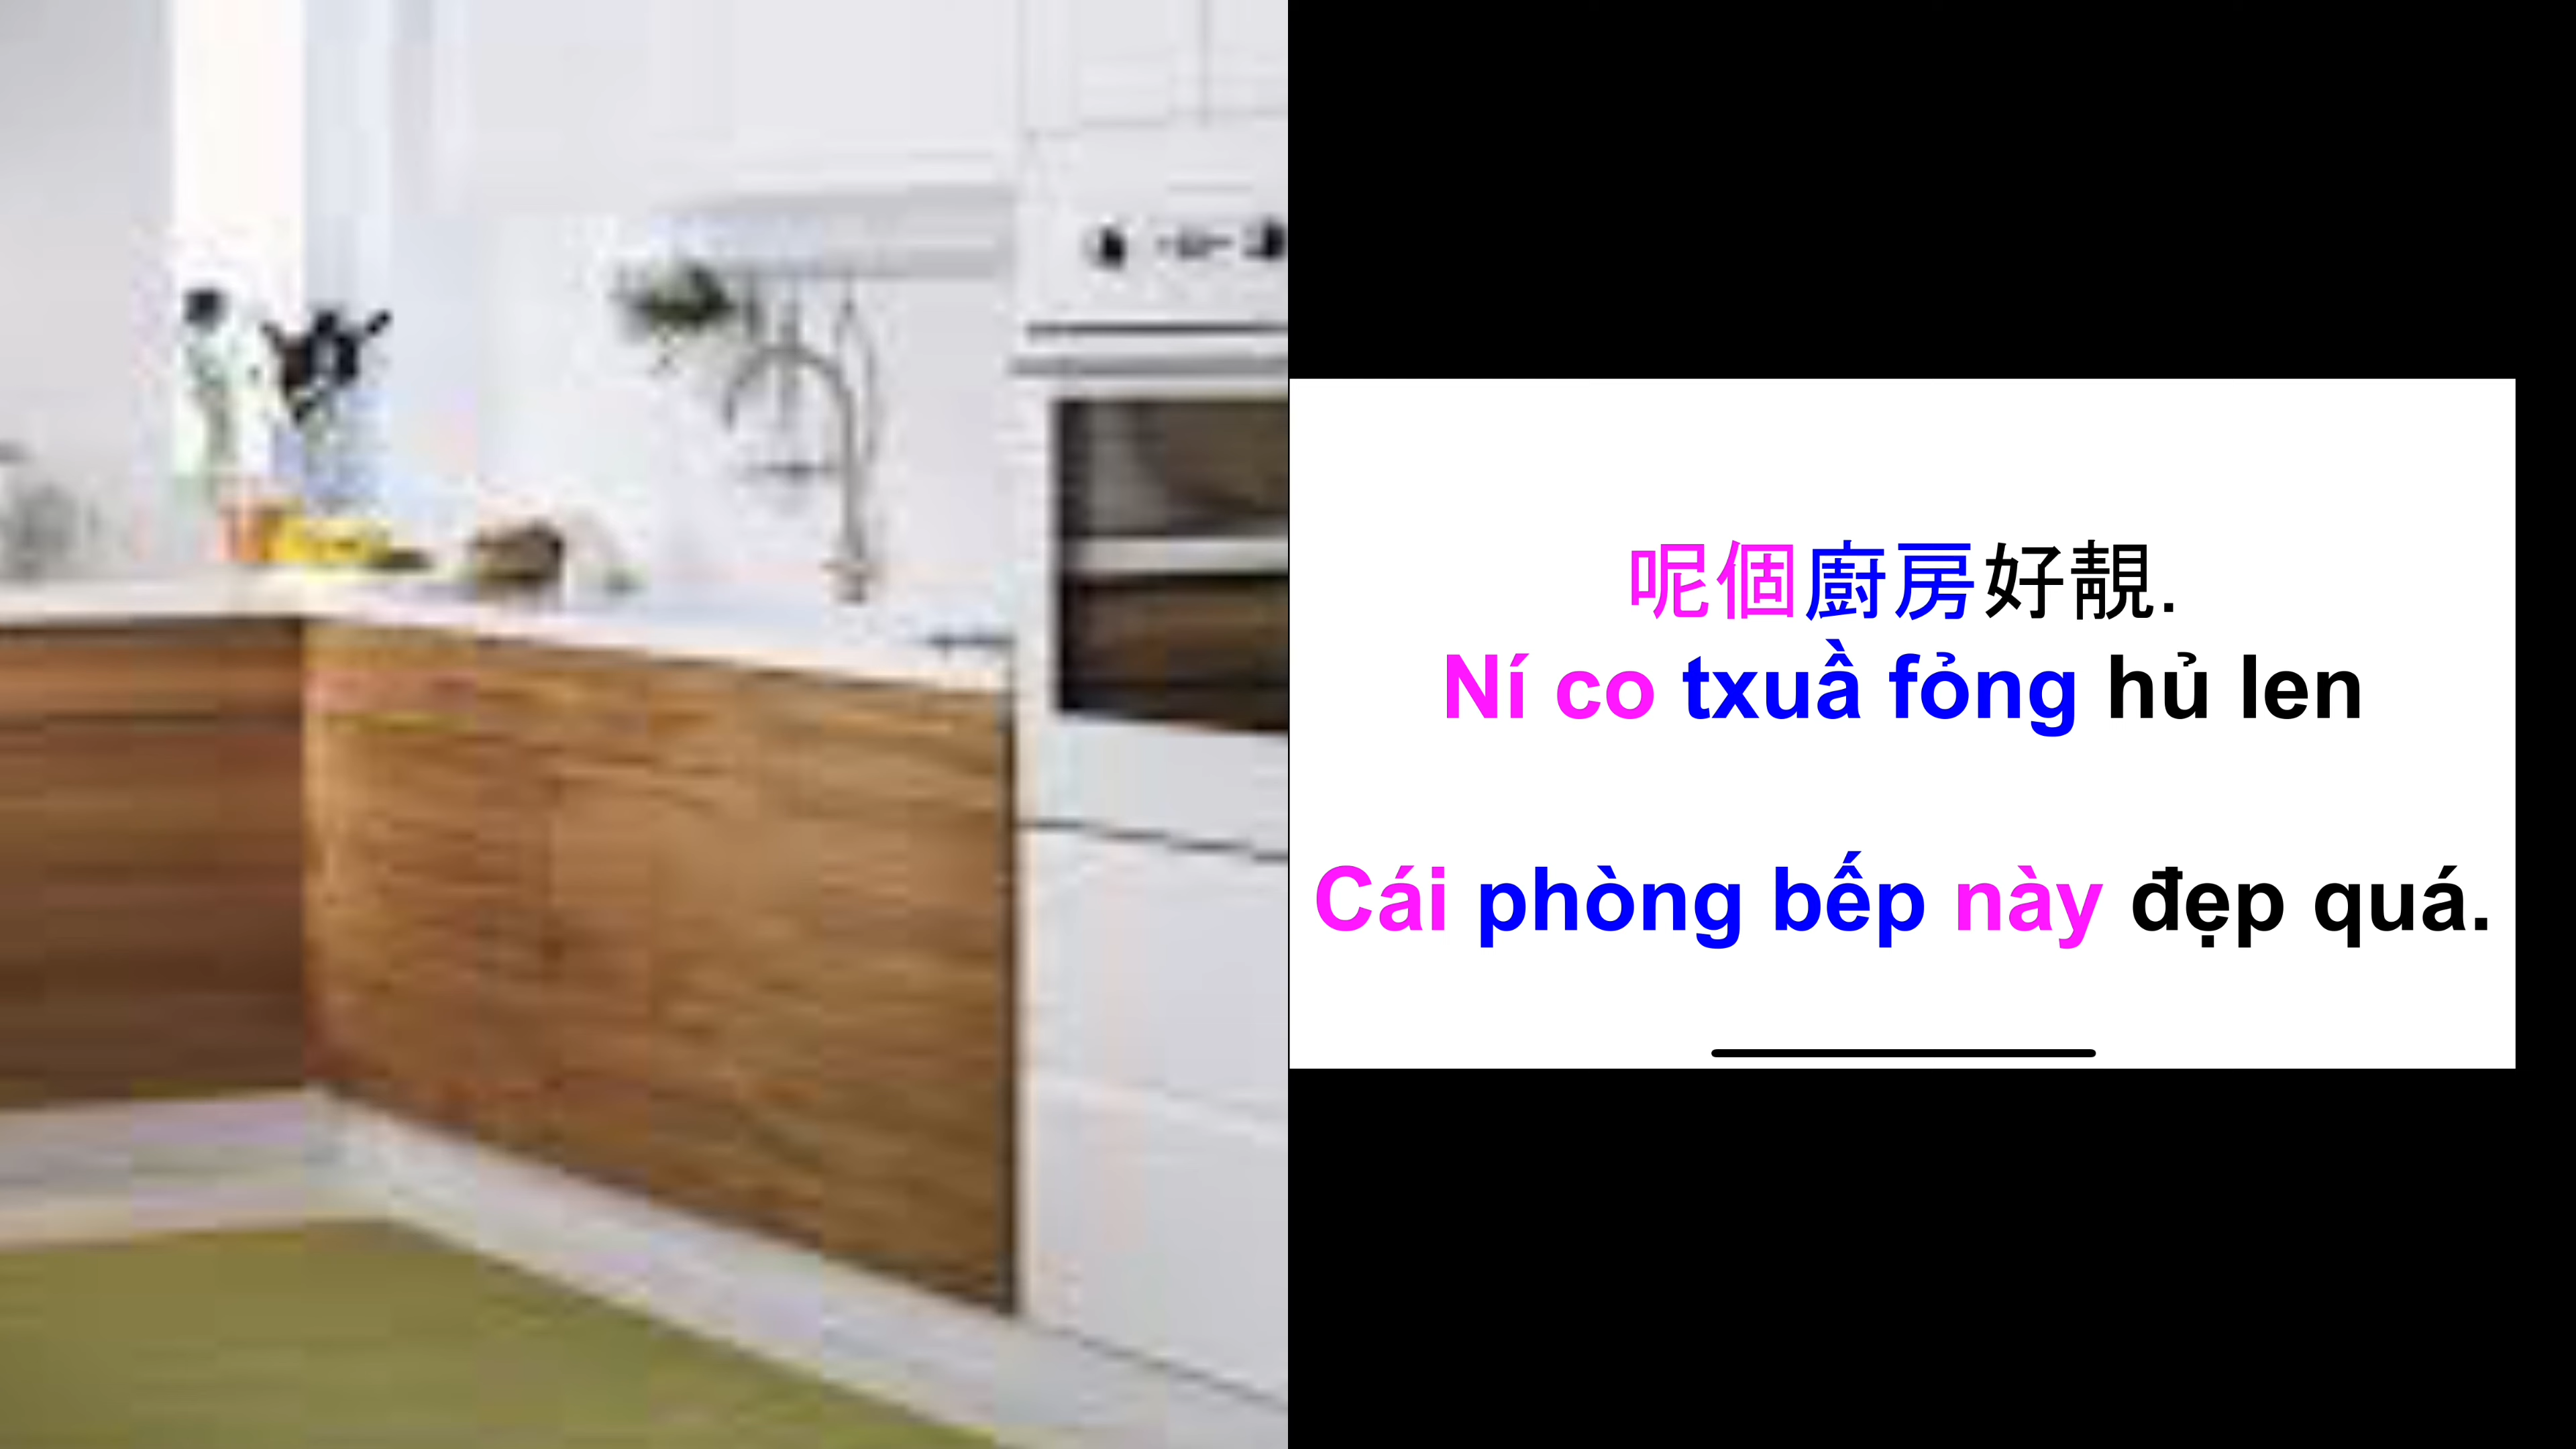 呢個廚房好靚.
Ní co txuầ fỏng hủ len
Cái phòng bếp này đẹp quá.